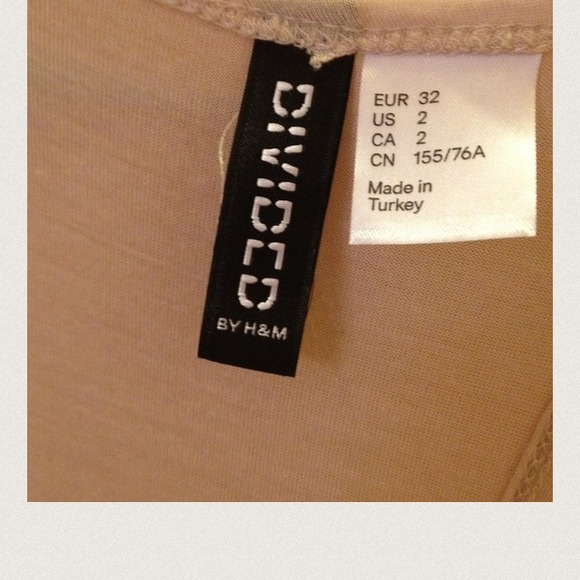 DIVIDED
BY H&M
EUR 32
US 2
CA 2
CN 155/76A
Made in
Turkey